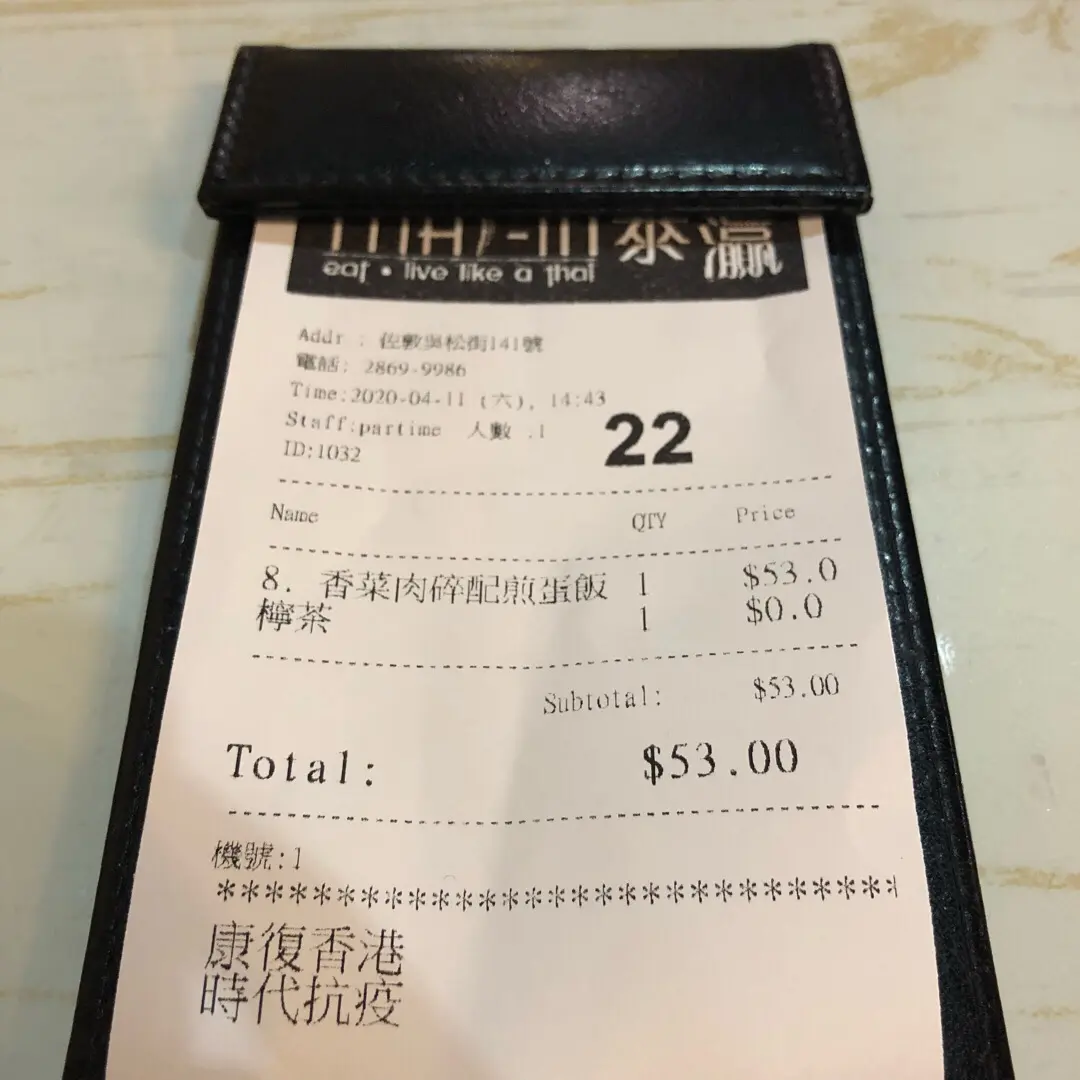 來瀛
eat • live like a thai
Addr : 佐敦吳松街141號
電話: 2869-9986
Time:2020-04-11 (六), 14:43
Staff:partime 人數 :1
ID:1032
22
Name QTY Price
8. 香菜肉碎配煎蛋飯 1 $53.0
檸茶 1 $0.0
Subtotal: $53.00
Total: $53.00
機號:1
*****************************
康復香港
時代抗疫